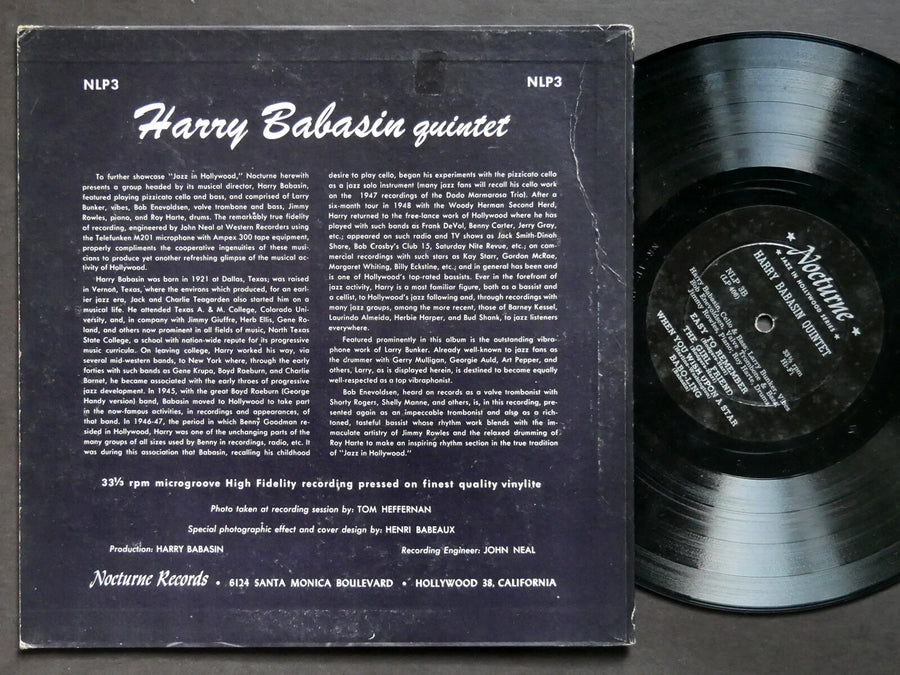 NLP3 NLP3
Harry Babasin quintet
To further showcase "Jazz in Hollywood," Nocturne herewith
presents a group headed by its musical director, Harry Babasin,
featured playing pizzicato cello and bass, and comprised of Larry
Bunker, vibes, Bob Enevoldsen, valve trombone and bass, Jimmy
Rowles, piano, and Roy Harte, drums. The remarkably true fidelity
of recording, engineered by John Neal at Western Recorders using
the Telefunken M201 microphone with Ampex 300 tape equipment,
properly compliments the cooperative ingenuities of these musi-
cians to produce yet another refreshing glimpse of the musical ac-
tivity of Hollywood.
Harry Babasin was born in 1921 at Dallas, Texas; was raised
in Vernon, Texas, where the environs which produced, for an ear-
lier jazz era, Jack and Charlie Teagarden also started him on a
musical life. He attended Texas A. & M. College, Colorado Univer-
sity, and, in company with Jimmy Giuffre, Herb Ellis, Gene Ro-
land, and others now prominent in all fields of music, North Texas
State College, a school with nation-wide repute for its progressive
music curricula. On leaving college, Harry worked his way, via
several mid-western bands, to New York where, through the early
forties with such bands as Gene Krupa, Boyd Raeburn, and Charlie
Barnet, he became associated with the early throes of progressive
jazz development. In 1945, with the great Boyd Raeburn (George
Handy version) band, Babasin moved to Hollywood to take part
in the now-famous activities, in recordings and appearances, of
that band. In 1946-47, the period in which Benny Goodman re-
sided in Hollywood, Harry was one of the unchanging parts of the
many groups of all sizes used by Benny in recordings, radio, etc. It
was during this association that Babasin, recalling his childhood
desire to play cello, began his experiments with the pizzicato cello
as a jazz solo instrument (many jazz fans will recall his cello work
on the 1947 recordings of the Dodo Marmarosa Trio). After a
six-month tour in 1948 with the Woody Herman Second Herd,
Harry returned to the free-lance work of Hollywood where he has
played with such bands as Frank DeVol, Benny Carter, Jerry Gray,
etc.; appeared on such radio and TV shows as Jack Smith-Dinah
Shore, Bob Crosby's Club 15, Saturday Nite Revue, etc.; on com-
mercial recordings with such stars as Kay Starr, Gordon McRae,
Margaret Whiting, Billy Eckstine, etc.; and in general has been and
is one of Hollywood's top-rated bassists. Ever in the forefront of
jazz activity, Harry is a most familiar figure, both as a bassist and
a cellist, to Hollywood's jazz following and, through recordings with
many jazz groups, among the more recent, those of Barney Kessel,
Laurindo Almeida, Herbie Harper, and Bud Shank, to jazz listeners
everywhere.
Featured prominently in this album is the outstanding vibra-
phone work of Larry Bunker. Already well-known to jazz fans as
the drummer with Gerry Mulligan, Georgie Auld, Art Pepper, and
others, Larry, as is displayed herein, is destined to become equally
well-respected as a top vibraphonist.
Bob Enevoldsen, heard on records as a valve trombonist with
Shorty Rogers, Shelly Manne, and others, is, in this recording, pre-
sented again as an impeccable trombonist and also as a rich-
toned, tasteful bassist whose rhythm work blends with the im-
maculate artistry of Jimmy Rowles and the relaxed drumming of
Roy Harte to make an inspiring rhythm section in the true tradition
of "Jazz in Hollywood."
33⅓ rpm microgroove High Fidelity recording pressed on finest quality vinylite
Photo taken at recording session by: TOM HEFFERNAN
Special photographic effect and cover design by: HENRI BABEAUX
Production: HARRY BABASIN Recording Engineer: JOHN NEAL
Nocturne Records • 6124 SANTA MONICA BOULEVARD • HOLLYWOOD 38, CALIFORNIA
Nocturne
JAZZ IN HOLLYWOOD SERIES
HARRY BABASIN QUINTET
NLP 3B
EASY TO REMEMBER
THE GIRL FRIEND
WHEN YOU WISH UPON A STAR
BABO-LING